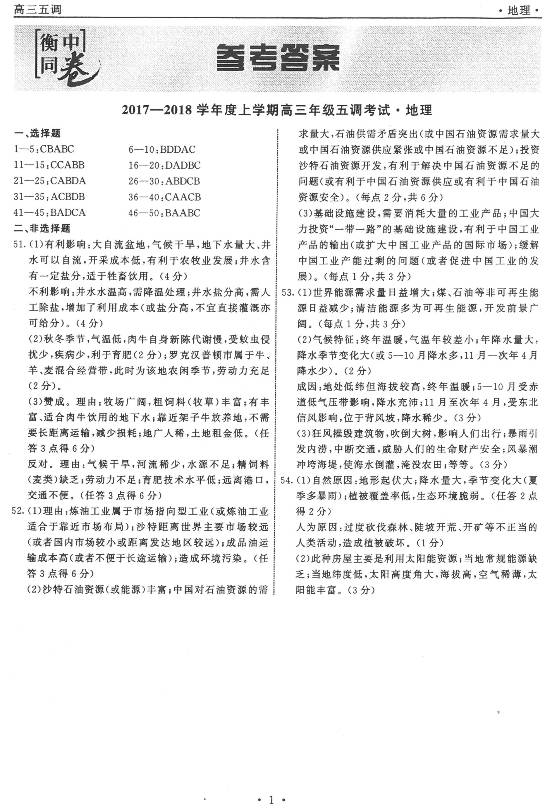 高三五调
·地理·
衡中
同卷
参考答案
2017—2018 学年度上学期高三年级五调考试·地理
一、选择题
1—5:CBABC 6—10:BDDAC
11—15:CCABB 16—20:DADBC
21—25:CABDA 26—30:ABDCB
31—35:ACBDB 36—40:CAACB
41—45:BADCA 46—50:BAABC
二、非选择题
51.(1)有利影响:大自流盆地,气候干旱,地下水量大、井
水可以自流,开采成本低,有利于农牧业发展;井水含
有一定盐分,适于牲畜饮用。(4 分)
不利影响:井水水温高,需降温处理;井水盐分高,需人
工除盐,增加了利用成本(或盐分高,不宜直接灌溉亦
可给分)。(4分)
(2)秋冬季节,气温低,肉牛自身新陈代谢慢,受蚊虫侵
扰少,疾病少,利于育肥(2 分);罗克汉普顿市属于牛、
羊、麦混合经营带,此时为该地农闲季节,劳动力充足
(2分)。
(3)赞成。理由:牧场广阔,粗饲料(牧草)丰富;有丰
富、适合肉牛饮用的地下水;靠近架子牛放养地,不需
要长距离运输,减少损耗;地广人稀,土地租金低。(任
答 3 点得 6 分)
反对。理由:气候干旱,河流稀少,水源不足;精饲料
(麦类)缺乏;劳动力不足;育肥技术水平低;远离港口,
交通不便。(任答 3 点得 6 分)
52.(1)理由:炼油工业属于市场指向型工业(或炼油工业
适合于靠近市场布局);沙特距离世界主要市场较远
(或者国内市场较小或距离发达地区较远);成品油运
输成本高(或者不便于长途运输);造成环境污染。(任
答 3 点得 6 分)
(2)沙特石油资源(或能源)丰富;中国对石油资源的需
求量大,石油供需矛盾突出(或中国石油资源需求量大
或中国石油资源供应紧张或中国石油资源不足);投资
沙特石油资源开发,有利于解决中国石油资源不足的
问题(或有利于中国石油资源供应或有利于中国石油
资源安全)。(每点 2 分,共 6 分)
(3)基础设施建设,需要消耗大量的工业产品;中国大
力投资“一带一路”的基础设施建设,有利于中国工业
产品的输出(或扩大中国工业产品的国际市场);缓解
中国工业产能过剩的问题(或者促进中国工业的发
展)。(每点 1 分,共 3 分)
53.(1)世界能源需求量日益增大;煤、石油等非可再生能
源日益减少;清洁能源多为可再生能源,开发前景广
阔。(每点 1 分,共 3 分)
(2)气候特征:终年温暖,气温年较差小;年降水量大,
降水季节变化大(或 5—10 月降水多,11 月—次年 4 月
降水少)。(2分)
成因:地处低纬但海拔较高,终年温暖;5—10 月受赤
道低气压带影响,降水充沛;11 月至次年 4 月,受东北
信风影响,位于背风坡,降水稀少。(3 分)
(3)狂风摧毁建筑物,吹倒大树,影响人们出行;暴雨引
发内涝,中断交通,威胁人们的生命财产安全;风暴潮
冲垮海堤,使海水倒灌,淹没农田;等等。(3 分)
54.(1)自然原因:地形起伏大;降水量大,季节变化大(夏
季多暴雨);植被覆盖率低,生态环境脆弱。(任答 2 点
得2分)
人为原因:过度砍伐森林、陡坡开荒、开矿等不正当的
人类活动,造成植被破坏。(1 分)
(2)此种房屋主要是利用太阳能资源;当地常规能源缺
乏;当地纬度低,太阳高度角大,海拔高,空气稀薄,太
阳能丰富。(3 分)
· 1 ·